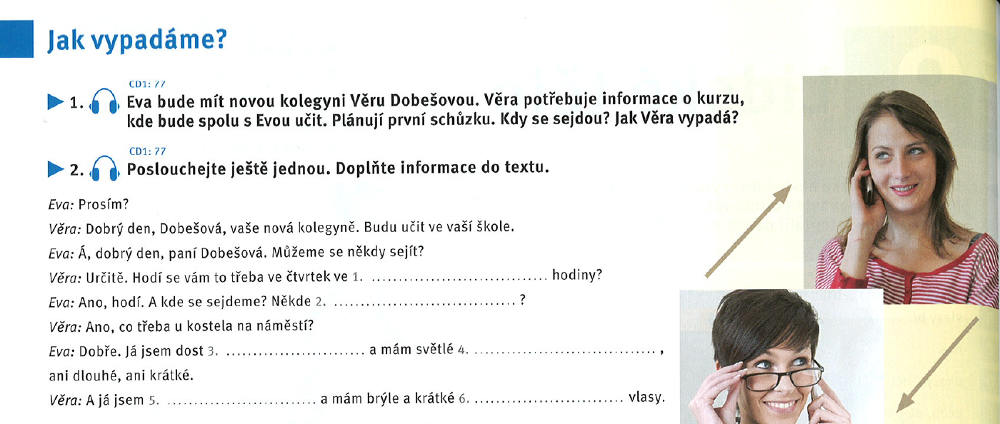 Jak vypadáme?
CD1: 77
1. Eva bude mít novou kolegyni Věru Dobešovou. Věra potřebuje informace o kurzu,
kde bude spolu s Evou učit. Plánují první schůzku. Kdy se sejdou? Jak Věra vypadá?
CD1: 77
2. Poslouchejte ještě jednou. Doplňte informace do textu.
Eva: Prosím?
Věra: Dobrý den, Dobešová, vaše nová kolegyně. Budu učit ve vaší škole.
Eva: Á, dobrý den, paní Dobešová. Můžeme se někdy sejít?
Věra: Určitě. Hodí se vám to třeba ve čtvrtek ve 1. ................................. hodiny?
Eva: Ano, hodí. A kde se sejdeme? Někde 2. ................................. ?
Věra: Ano, co třeba u kostela na náměstí?
Eva: Dobře. Já jsem dost 3. .......................... a mám světlé 4. ................................. ,
ani dlouhé, ani krátké.
Věra: A já jsem 5. ........................... a mám brýle a krátké 6. ........................... vlasy.